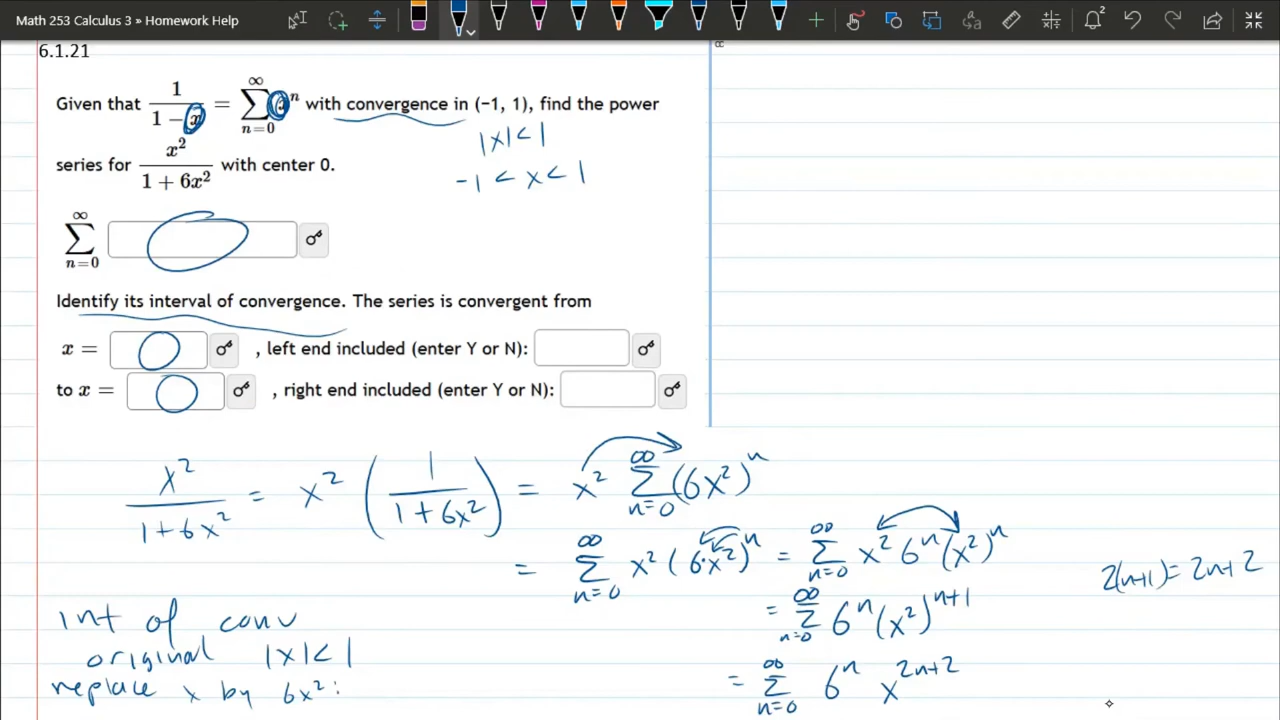 Math 253 Calculus 3 » Homework Help
6.1.21
Given that 1/(1 − x) = ∑_{n=0}^{∞} x^n with convergence in (−1, 1), find the power
|x| < 1
series for x²/(1 + 6x²) with center 0.
-1 < x < 1
∑_{n=0}^{∞}
Identify its interval of convergence. The series is convergent from
x = , left end included (enter Y or N):
to x = , right end included (enter Y or N):
x²/(1+6x²) = x² (1/(1+6x²)) = x² ∑_{n=0}^{∞} (6x²)^n
= ∑_{n=0}^{∞} x² (6·x²)^n = ∑_{n=0}^{∞} x² 6^n (x²)^n
2(n+1) = 2n+2
= ∑_{n=0}^{∞} 6^n (x²)^{n+1}
Int of conv
original |x| < 1
replace x by 6x² :
= ∑_{n=0}^{∞} 6^n x^{2n+2}